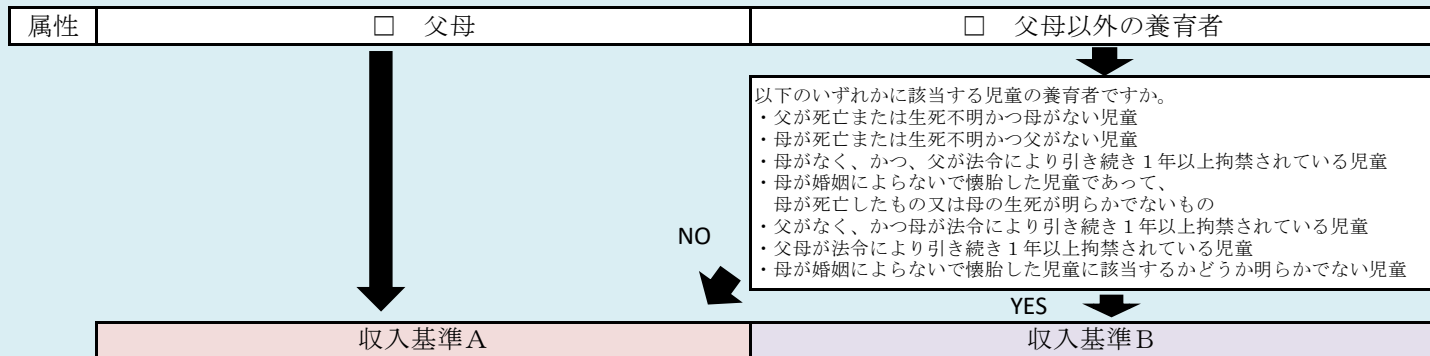 属性 □ 父母 □ 父母以外の養育者
以下のいずれかに該当する児童の養育者ですか。
・父が死亡または生死不明かつ母がない児童
・母が死亡または生死不明かつ父がない児童
・母がなく、かつ、父が法令により引き続き１年以上拘禁されている児童
・母が婚姻によらないで懐胎した児童であって、
母が死亡したもの又は母の生死が明らかでないもの
・父がなく、かつ母が法令により引き続き１年以上拘禁されている児童
・父母が法令により引き続き１年以上拘禁されている児童
・母が婚姻によらないで懐胎した児童に該当するかどうか明らかでない児童
NO
YES
収入基準Ａ 収入基準Ｂ